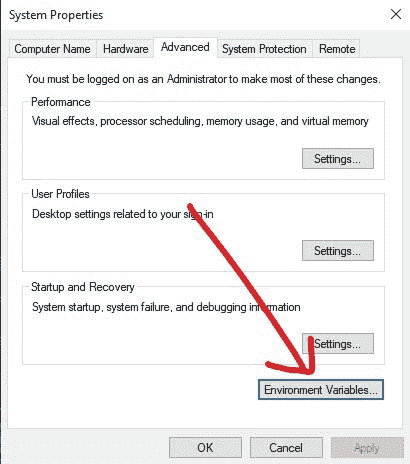 System Properties
Computer Name Hardware Advanced System Protection Remote
You must be logged on as an Administrator to make most of these changes.
Performance
Visual effects, processor scheduling, memory usage, and virtual memory
Settings...
User Profiles
Desktop settings related to your sign-in
Settings...
Startup and Recovery
System startup, system failure, and debugging information
Settings...
Environment Variables...
OK Cancel Apply